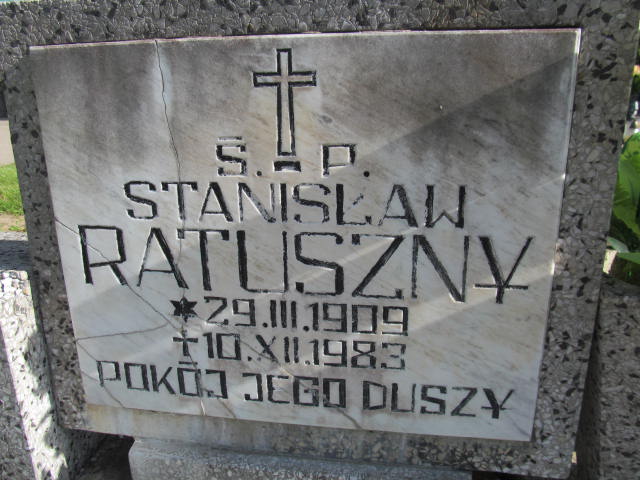 Ś. P.
STANISŁAW
RATUSZNY
* 29.III.1909
† 10.XII.1983
POKÓJ JEGO DUSZY